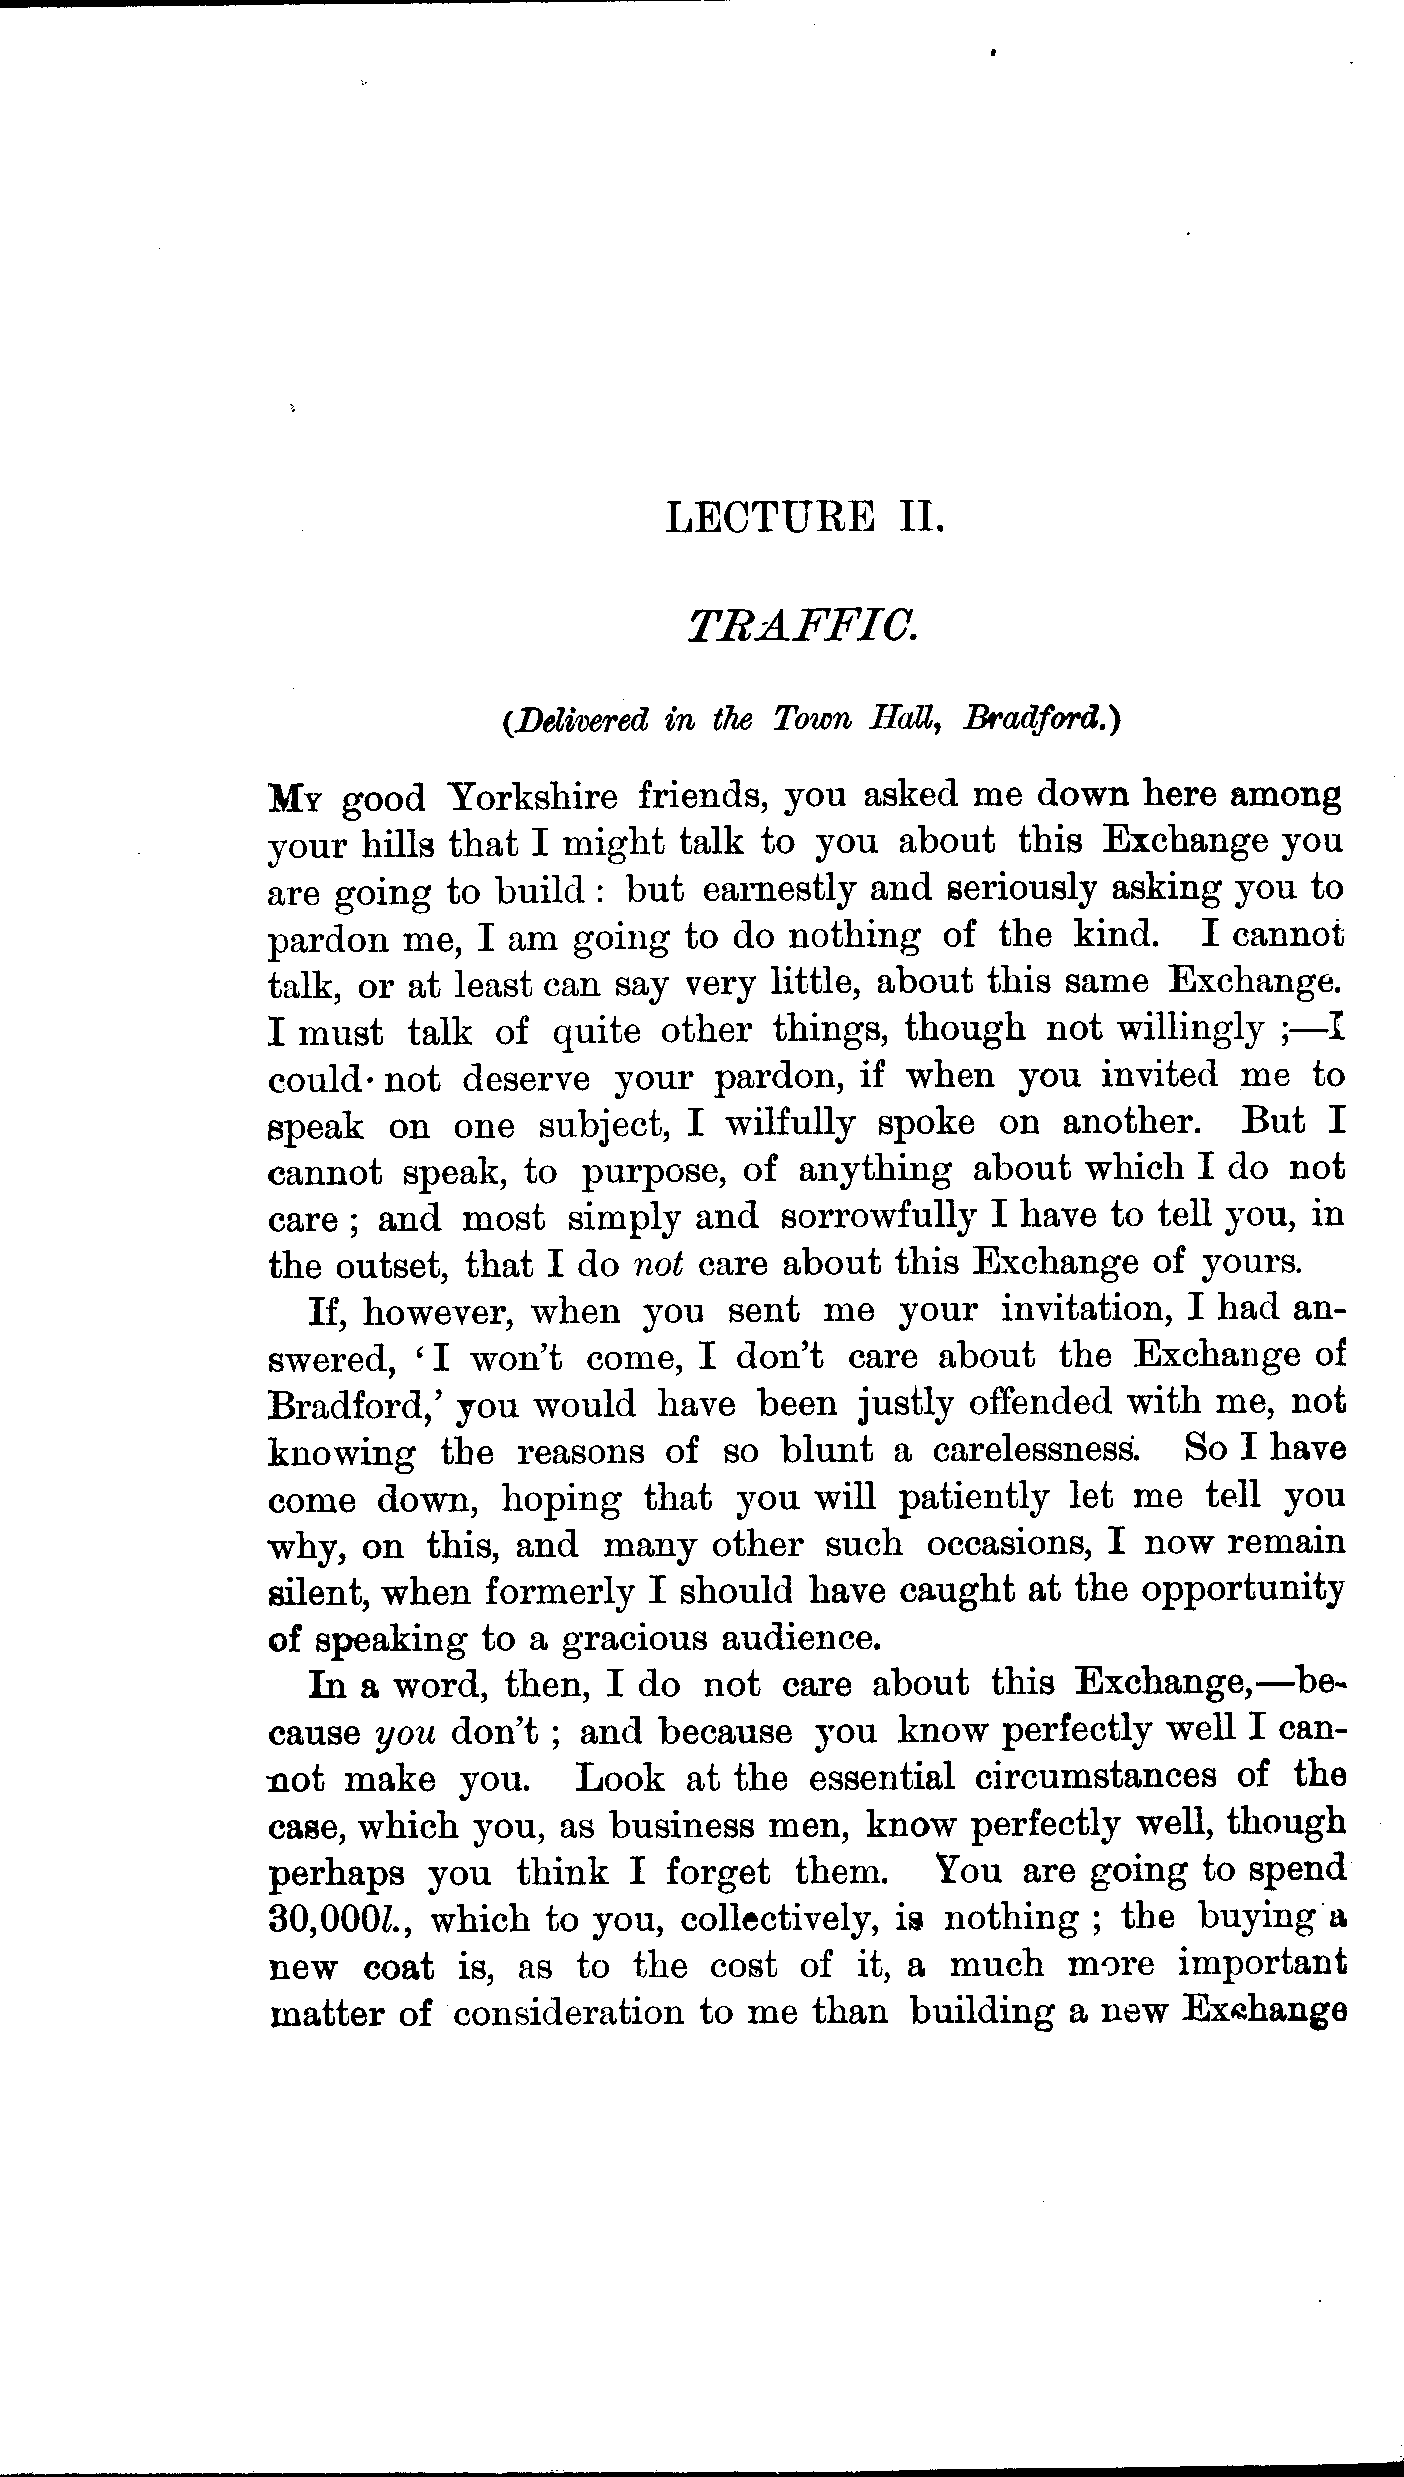 LECTURE II.
TRAFFIC.
(Delivered in the Town Hall, Bradford.)
MY good Yorkshire friends, you asked me down here among
your hills that I might talk to you about this Exchange you
are going to build : but earnestly and seriously asking you to
pardon me, I am going to do nothing of the kind. I cannot
talk, or at least can say very little, about this same Exchange.
I must talk of quite other things, though not willingly ;—I
could not deserve your pardon, if when you invited me to
speak on one subject, I wilfully spoke on another. But I
cannot speak, to purpose, of anything about which I do not
care ; and most simply and sorrowfully I have to tell you, in
the outset, that I do not care about this Exchange of yours.
If, however, when you sent me your invitation, I had an-
swered, ‘I won’t come, I don’t care about the Exchange of
Bradford,’ you would have been justly offended with me, not
knowing the reasons of so blunt a carelessness. So I have
come down, hoping that you will patiently let me tell you
why, on this, and many other such occasions, I now remain
silent, when formerly I should have caught at the opportunity
of speaking to a gracious audience.
In a word, then, I do not care about this Exchange,—be-
cause you don’t ; and because you know perfectly well I can-
not make you. Look at the essential circumstances of the
case, which you, as business men, know perfectly well, though
perhaps you think I forget them. You are going to spend
30,000l., which to you, collectively, is nothing ; the buying a
new coat is, as to the cost of it, a much more important
matter of consideration to me than building a new Exchange